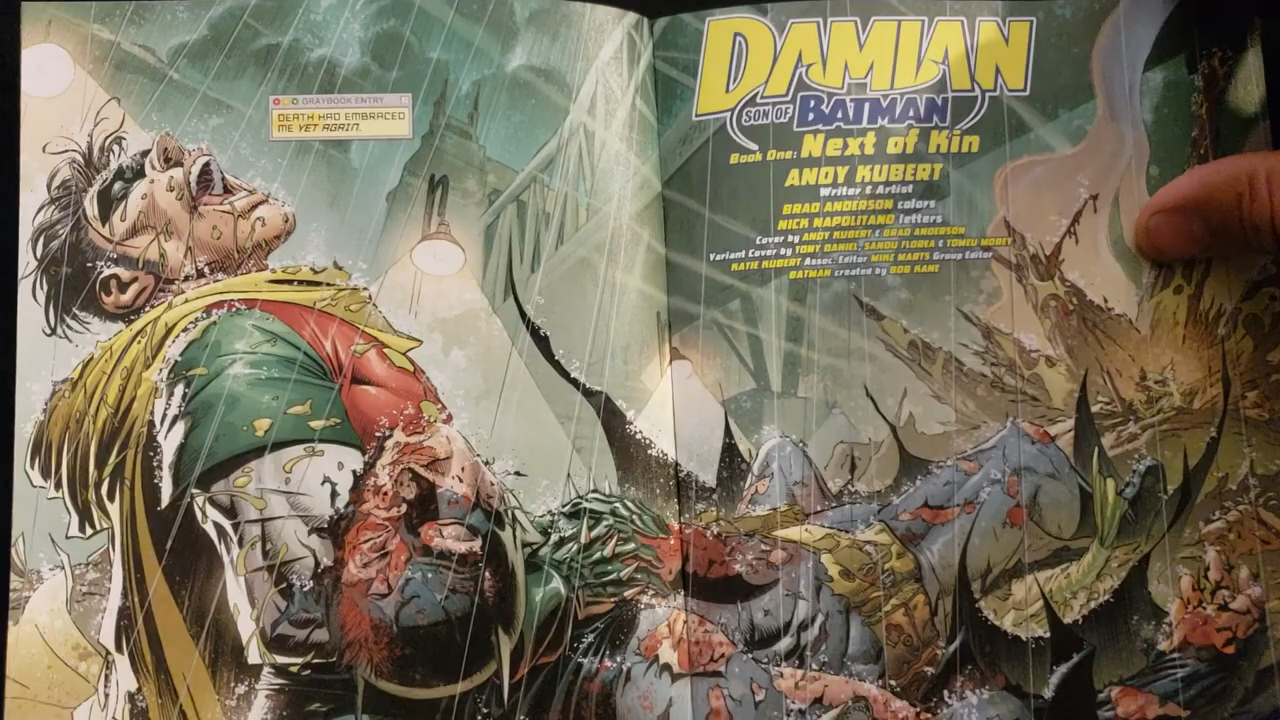 GRAYBOOK ENTRY
DEATH HAD EMBRACED
ME YET AGAIN.
DAMIAN
SON OF BATMAN
Book One: Next of Kin
ANDY KUBERT
Writer & Artist
BRAD ANDERSON colors
NICK NAPOLITANO letters
Cover by ANDY KUBERT & BRAD ANDERSON
Variant Cover by TONY DANIEL, SANDU FLOREA & TOMEU MOREY
KATIE KUBERT Assoc. Editor MIKE MARTS Group Editor
BATMAN created by BOB KANE